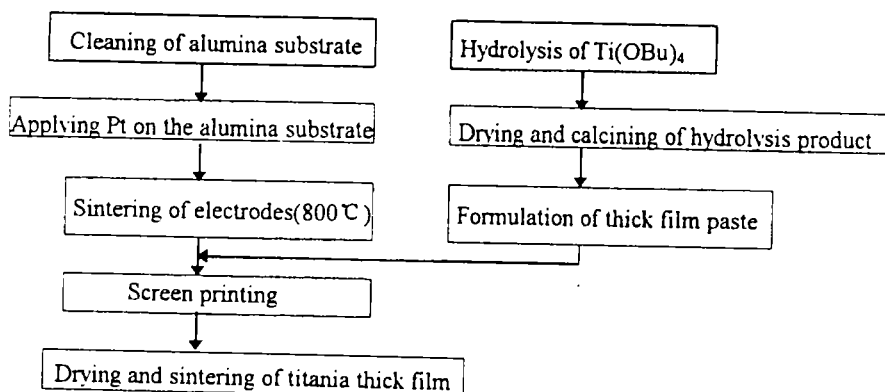 Cleaning of alumina substrate
Hydrolysis of Ti(OBu)4
Applying Pt on the alumina substrate
Drying and calcining of hydrolysis product
Sintering of electrodes(800℃)
Formulation of thick film paste
Screen printing
Drying and sintering of titania thick film